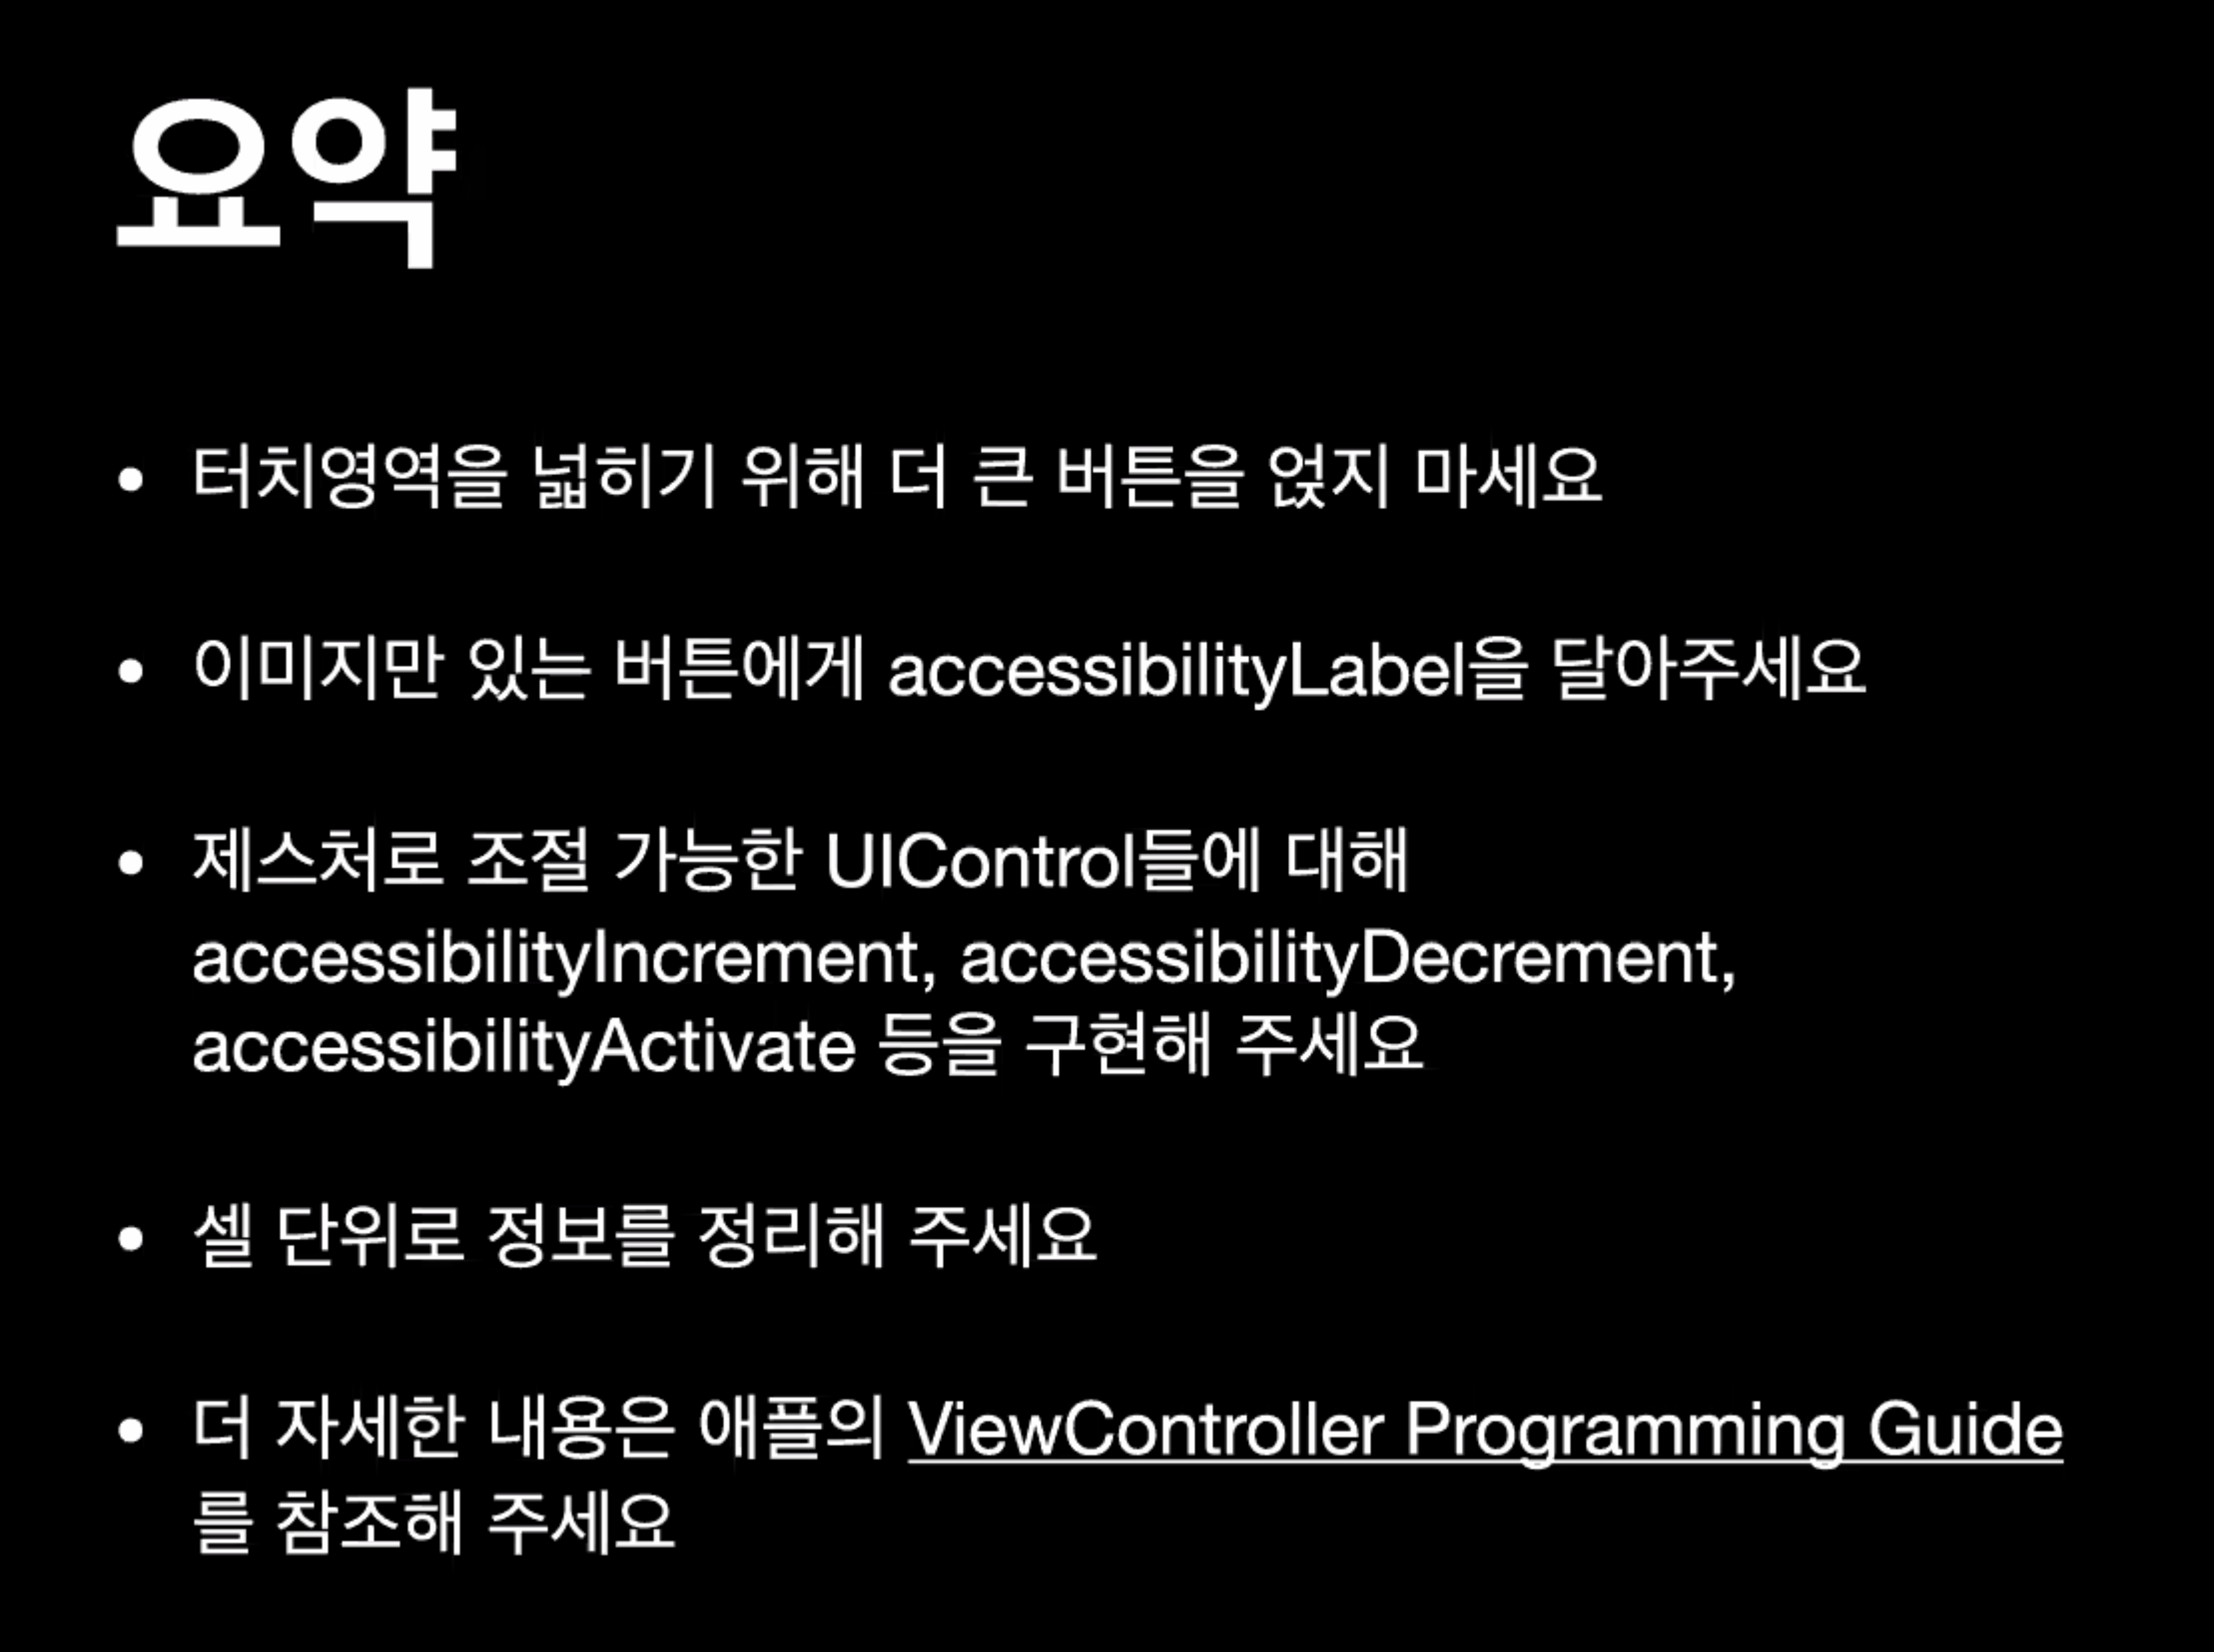 요약
• 터치영역을 넓히기 위해 더 큰 버튼을 얹지 마세요
• 이미지만 있는 버튼에게 accessibilityLabel을 달아주세요
• 제스처로 조절 가능한 UIControl들에 대해
accessibilityIncrement, accessibilityDecrement,
accessibilityActivate 등을 구현해 주세요
• 셀 단위로 정보를 정리해 주세요
• 더 자세한 내용은 애플의 ViewController Programming Guide
를 참조해 주세요